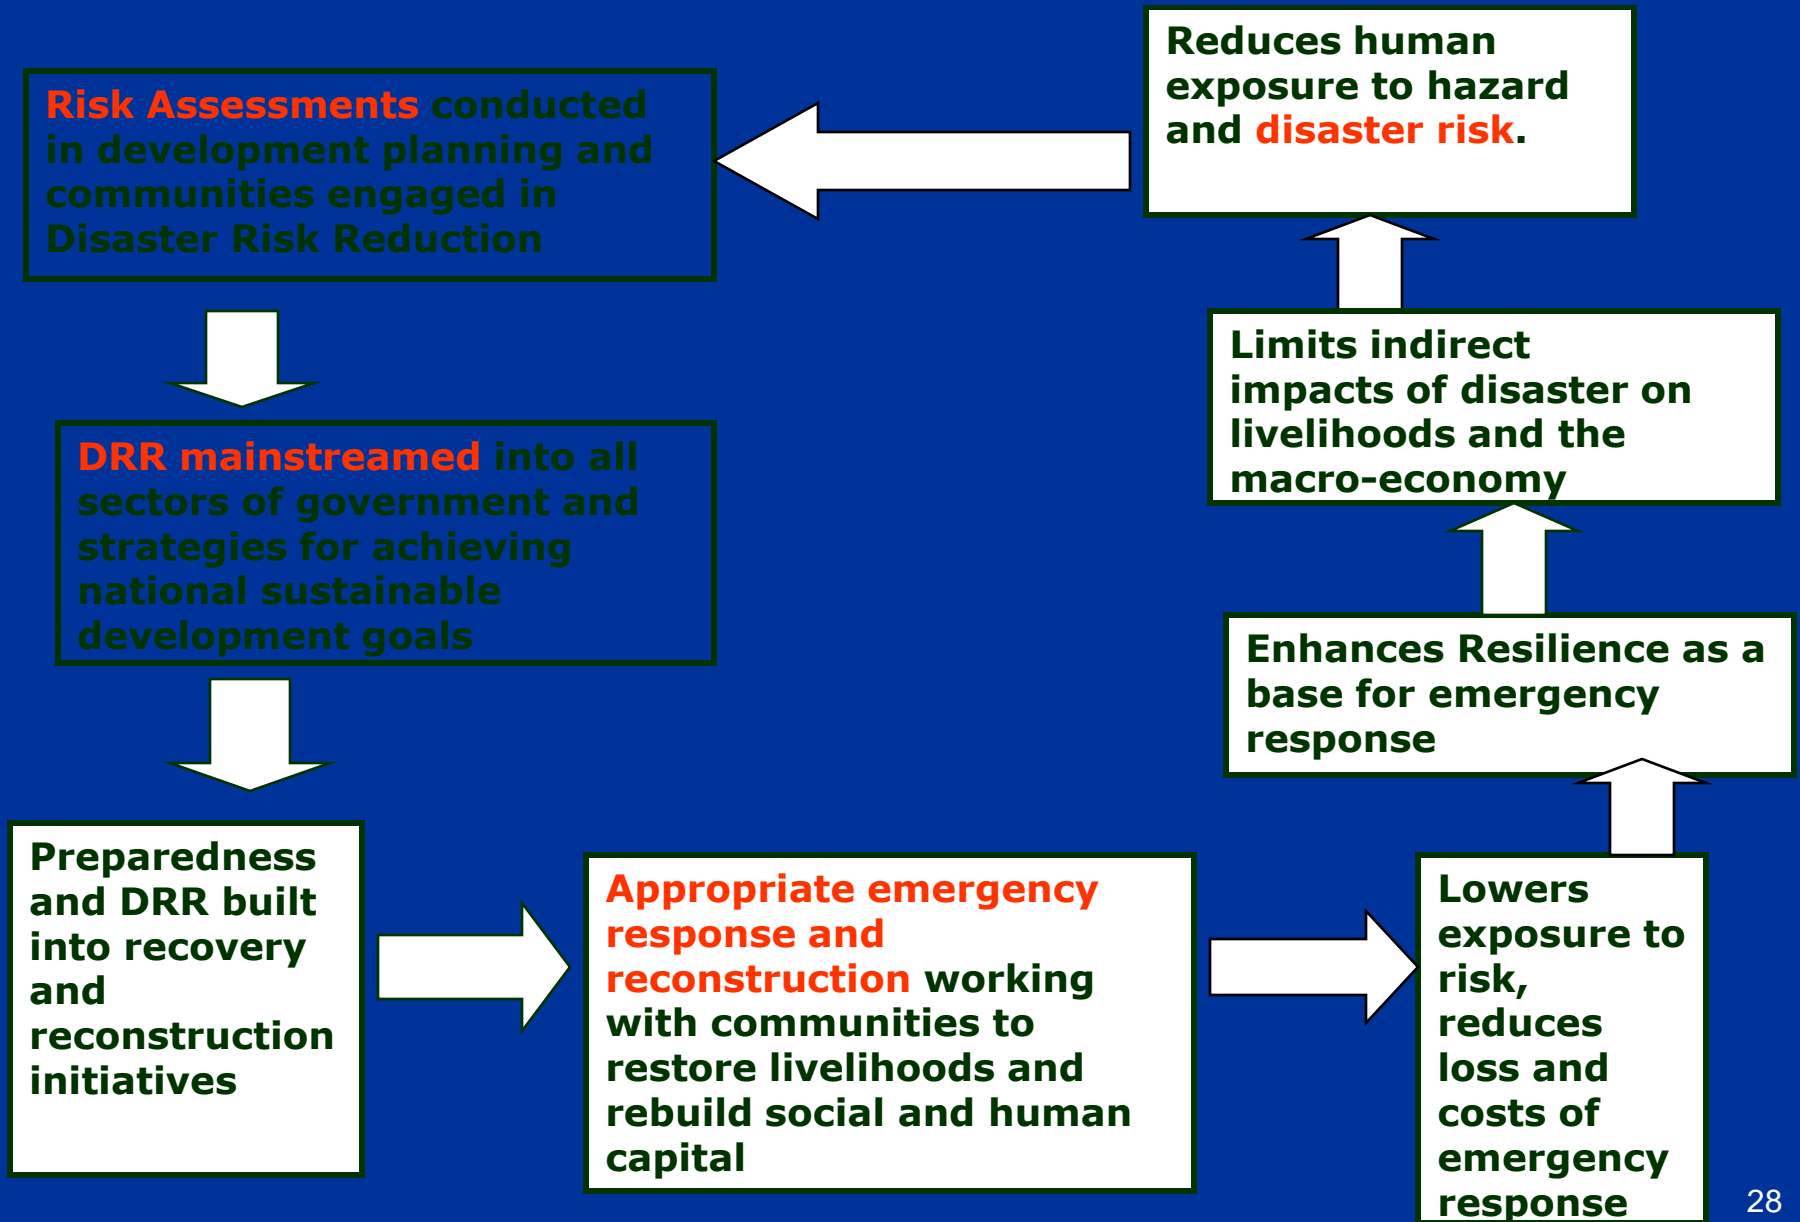 Risk Assessments conducted
in development planning and
communities engaged in
Disaster Risk Reduction
DRR mainstreamed into all
sectors of government and
strategies for achieving
national sustainable
development goals
Preparedness
and DRR built
into recovery
and
reconstruction
initiatives
Appropriate emergency
response and
reconstruction working
with communities to
restore livelihoods and
rebuild social and human
capital
Lowers
exposure to
risk,
reduces
loss and
costs of
emergency
response
Enhances Resilience as a
base for emergency
response
Limits indirect
impacts of disaster on
livelihoods and the
macro-economy
Reduces human
exposure to hazard
and disaster risk.
28